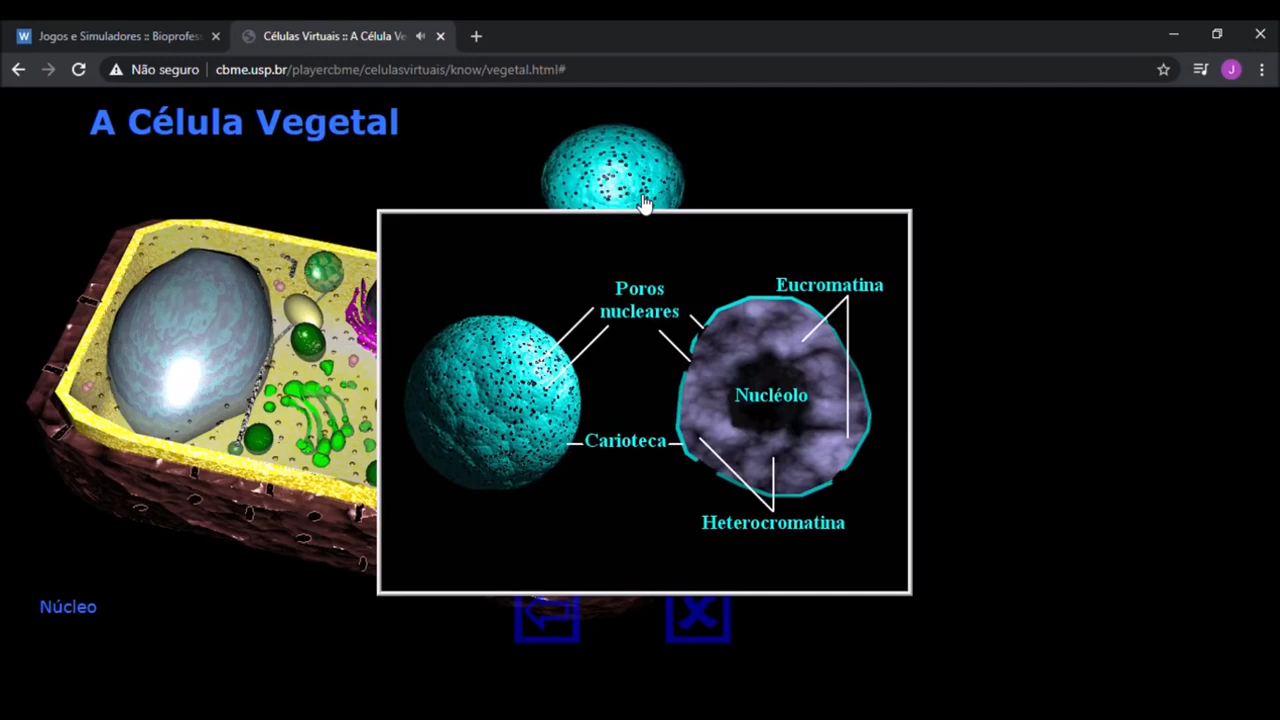 Jogos e Simuladores :: Bioprofes
Células Virtuais :: A Célula Ve
Não seguro
cbme.usp.br/playercbme/celulasvirtuais/know/vegetal.html#
J
A Célula Vegetal
Poros
nucleares
Eucromatina
Nucléolo
Carioteca
Heterocromatina
Núcleo